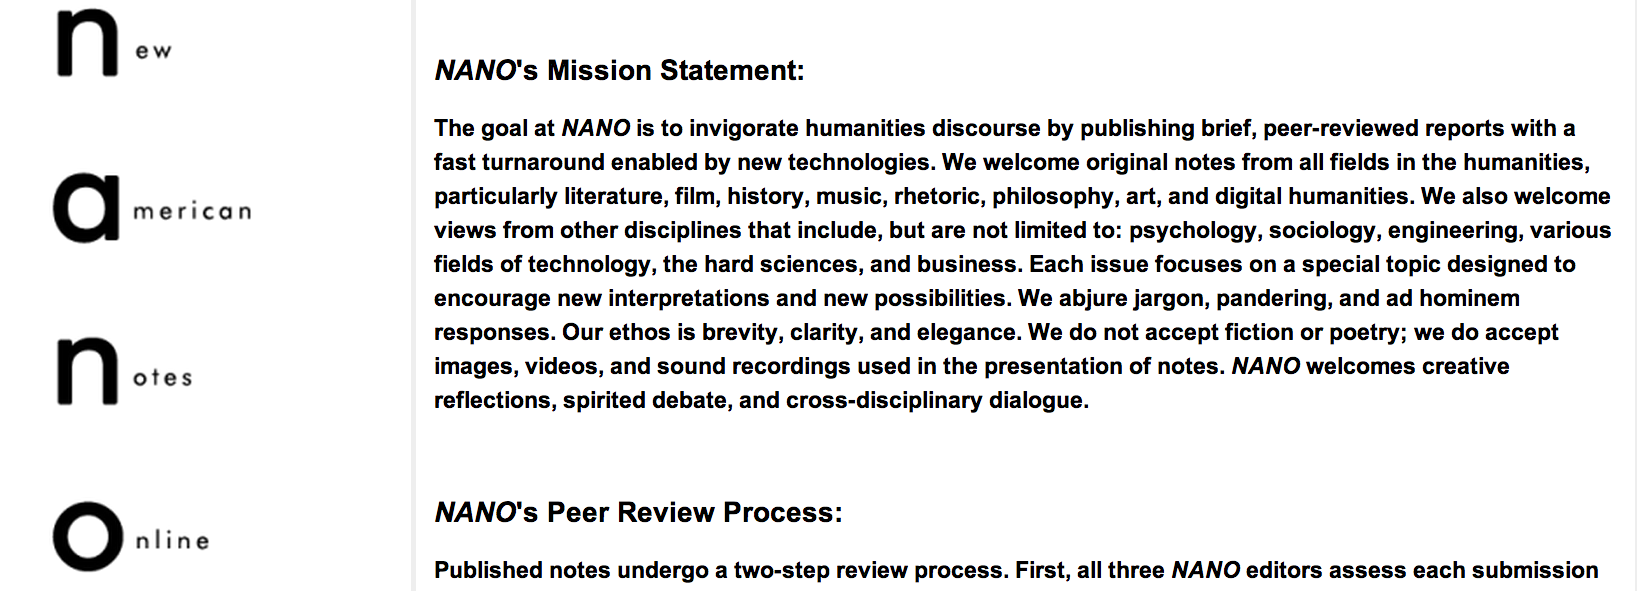 new
american
notes
online
NANO's Mission Statement:
The goal at NANO is to invigorate humanities discourse by publishing brief, peer-reviewed reports with a
fast turnaround enabled by new technologies. We welcome original notes from all fields in the humanities,
particularly literature, film, history, music, rhetoric, philosophy, art, and digital humanities. We also welcome
views from other disciplines that include, but are not limited to: psychology, sociology, engineering, various
fields of technology, the hard sciences, and business. Each issue focuses on a special topic designed to
encourage new interpretations and new possibilities. We abjure jargon, pandering, and ad hominem
responses. Our ethos is brevity, clarity, and elegance. We do not accept fiction or poetry; we do accept
images, videos, and sound recordings used in the presentation of notes. NANO welcomes creative
reflections, spirited debate, and cross-disciplinary dialogue.
NANO's Peer Review Process:
Published notes undergo a two-step review process. First, all three NANO editors assess each submission